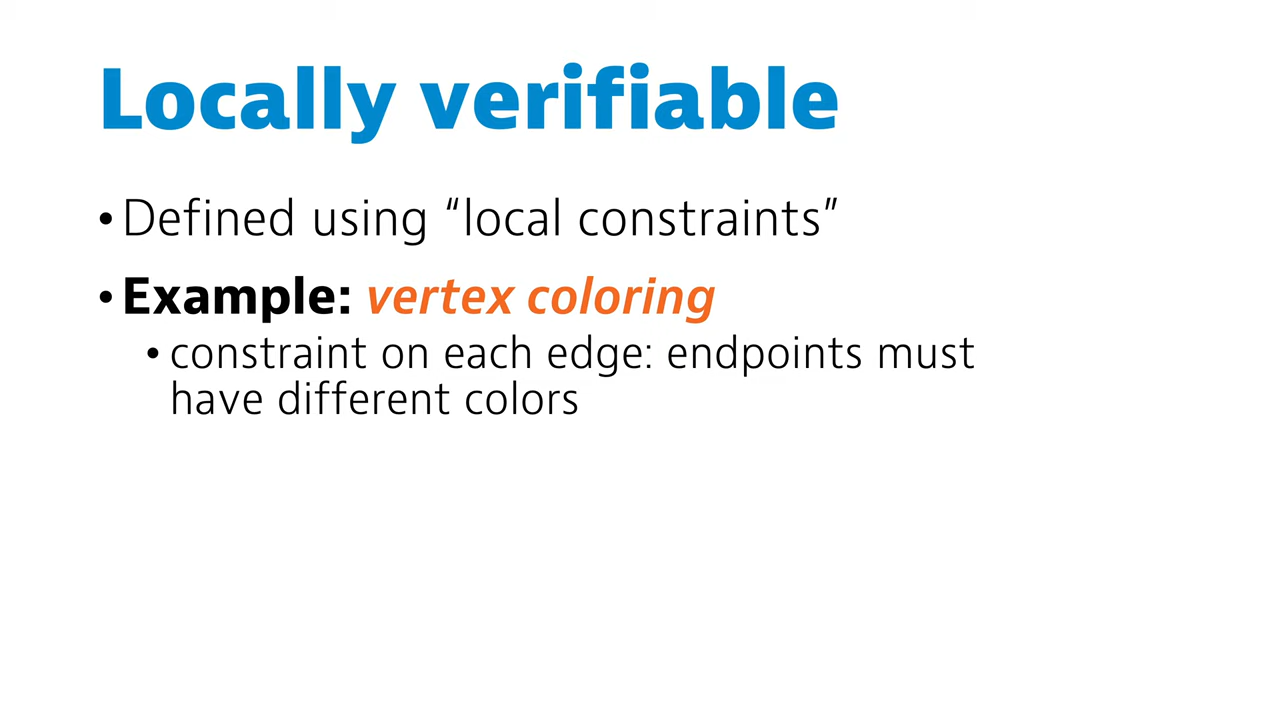 Locally verifiable
• Defined using “local constraints”
• Example: vertex coloring
• constraint on each edge: endpoints must
have different colors